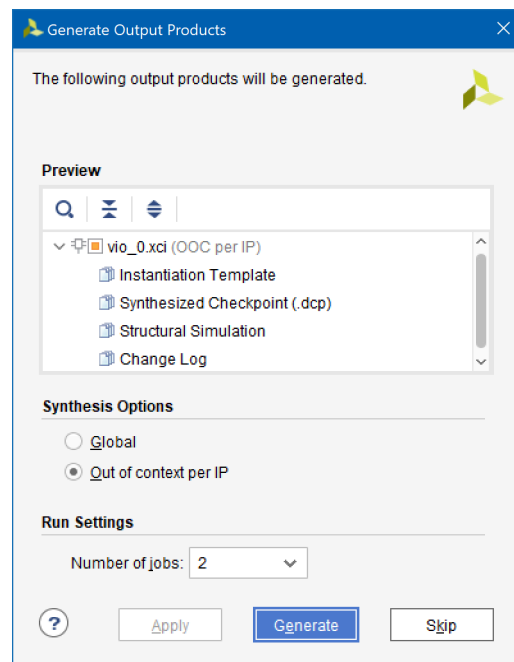 Generate Output Products
The following output products will be generated.
Preview
vio_0.xci (OOC per IP)
Instantiation Template
Synthesized Checkpoint (.dcp)
Structural Simulation
Change Log
Synthesis Options
Global
Out of context per IP
Run Settings
Number of jobs: 2
? Apply Generate Skip